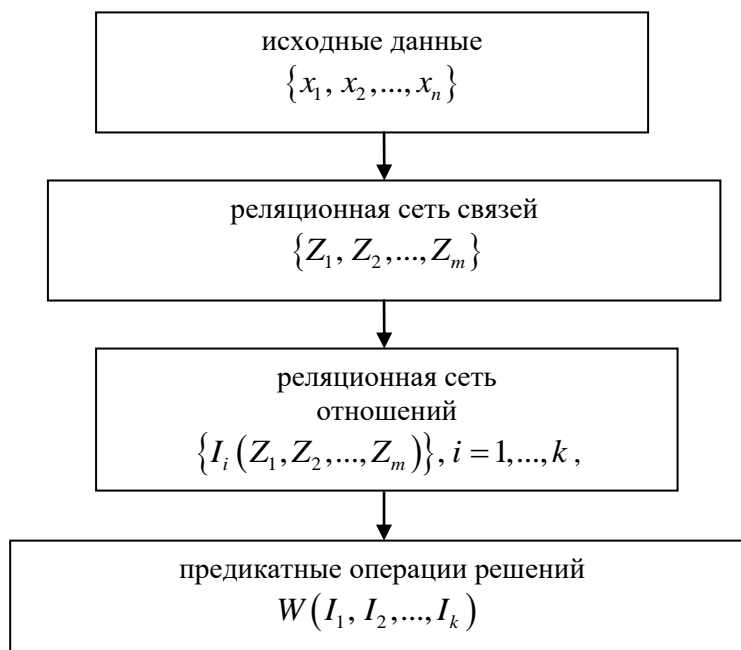 исходные данные
{x₁, x₂,..., xₙ}
реляционная сеть связей
{Z₁, Z₂,..., Zₘ}
реляционная сеть
отношений
{Iᵢ(Z₁,Z₂,..., Zₘ)}, i = 1,..., k ,
предикатные операции решений
W(I₁, I₂,..., Iₖ)